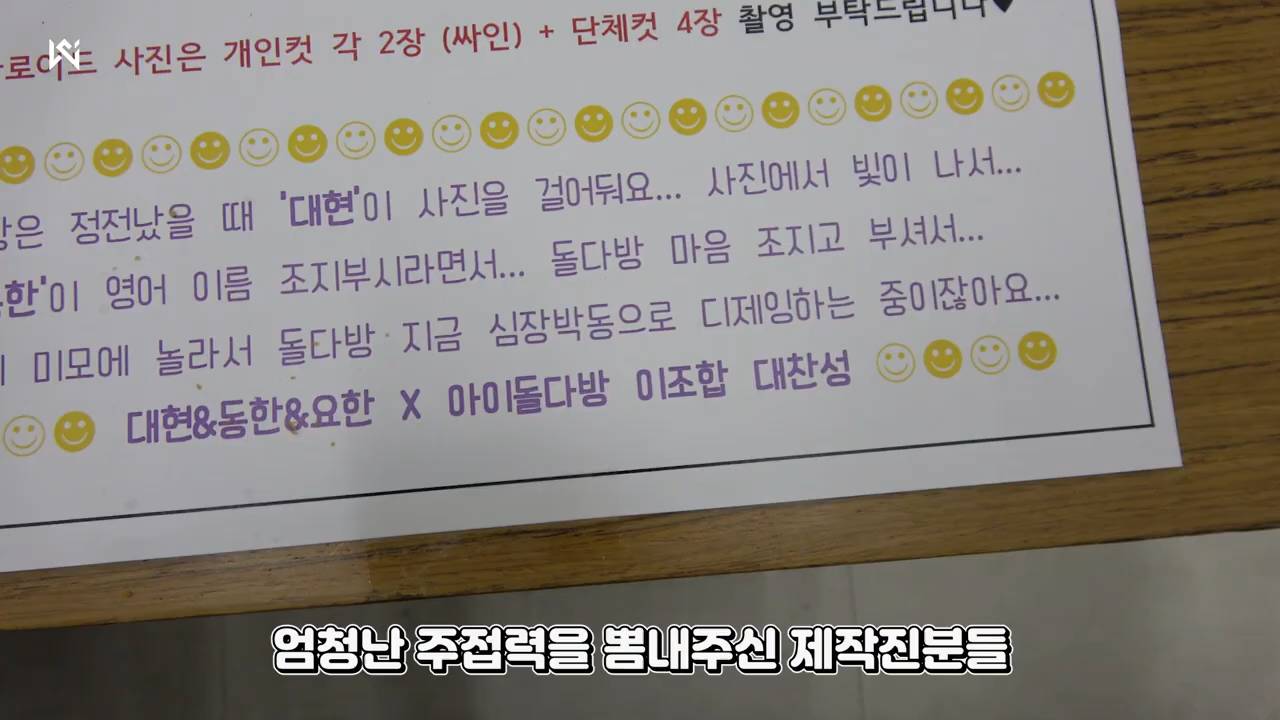 로이드 사진은 개인컷 각 2장 (싸인) + 단체컷 4장 촬영 부탁드립니다♥
은 정전났을 때 '대현'이 사진을 걸어둬요... 사진에서 빛이 나서...
한'이 영어 이름 조지부시라면서... 돌다방 마음 조지고 부셔서...
미모에 놀라서 돌다방 지금 심장박동으로 디제잉하는 중이잖아요...
대현&동한&요한 X 아이돌다방 이조합 대찬성
엄청난 주접력을 뽐내주신 제작진분들